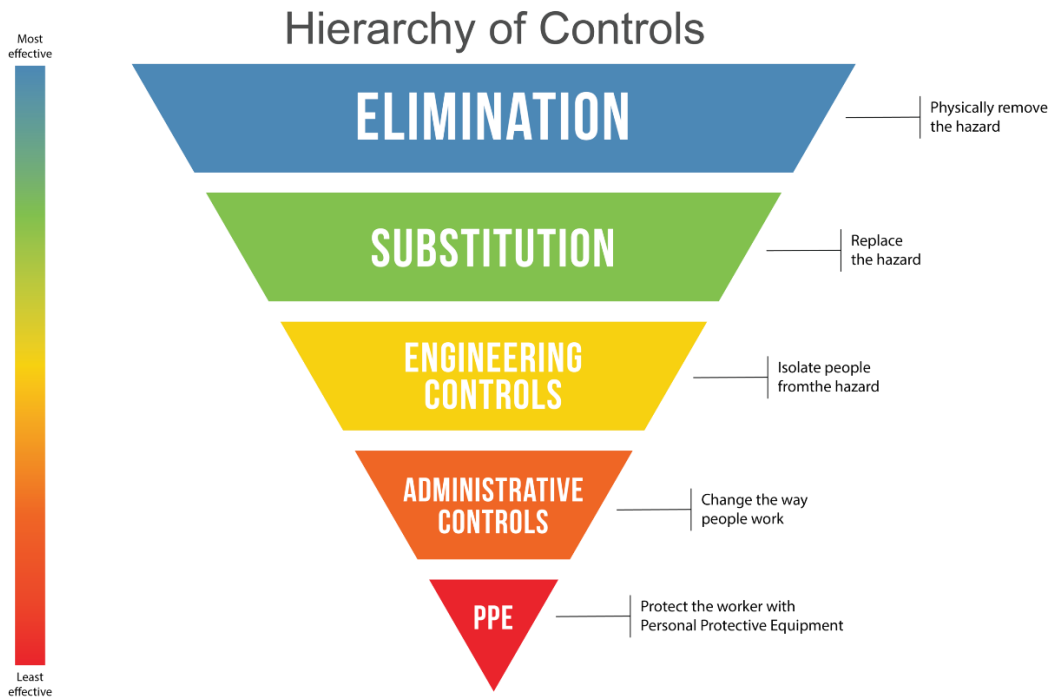 Hierarchy of Controls
Most
effective
ELIMINATION
Physically remove
the hazard
SUBSTITUTION
Replace
the hazard
ENGINEERING
CONTROLS
Isolate people
fromthe hazard
ADMINISTRATIVE
CONTROLS
Change the way
people work
PPE
Protect the worker with
Personal Protective Equipment
Least
effective